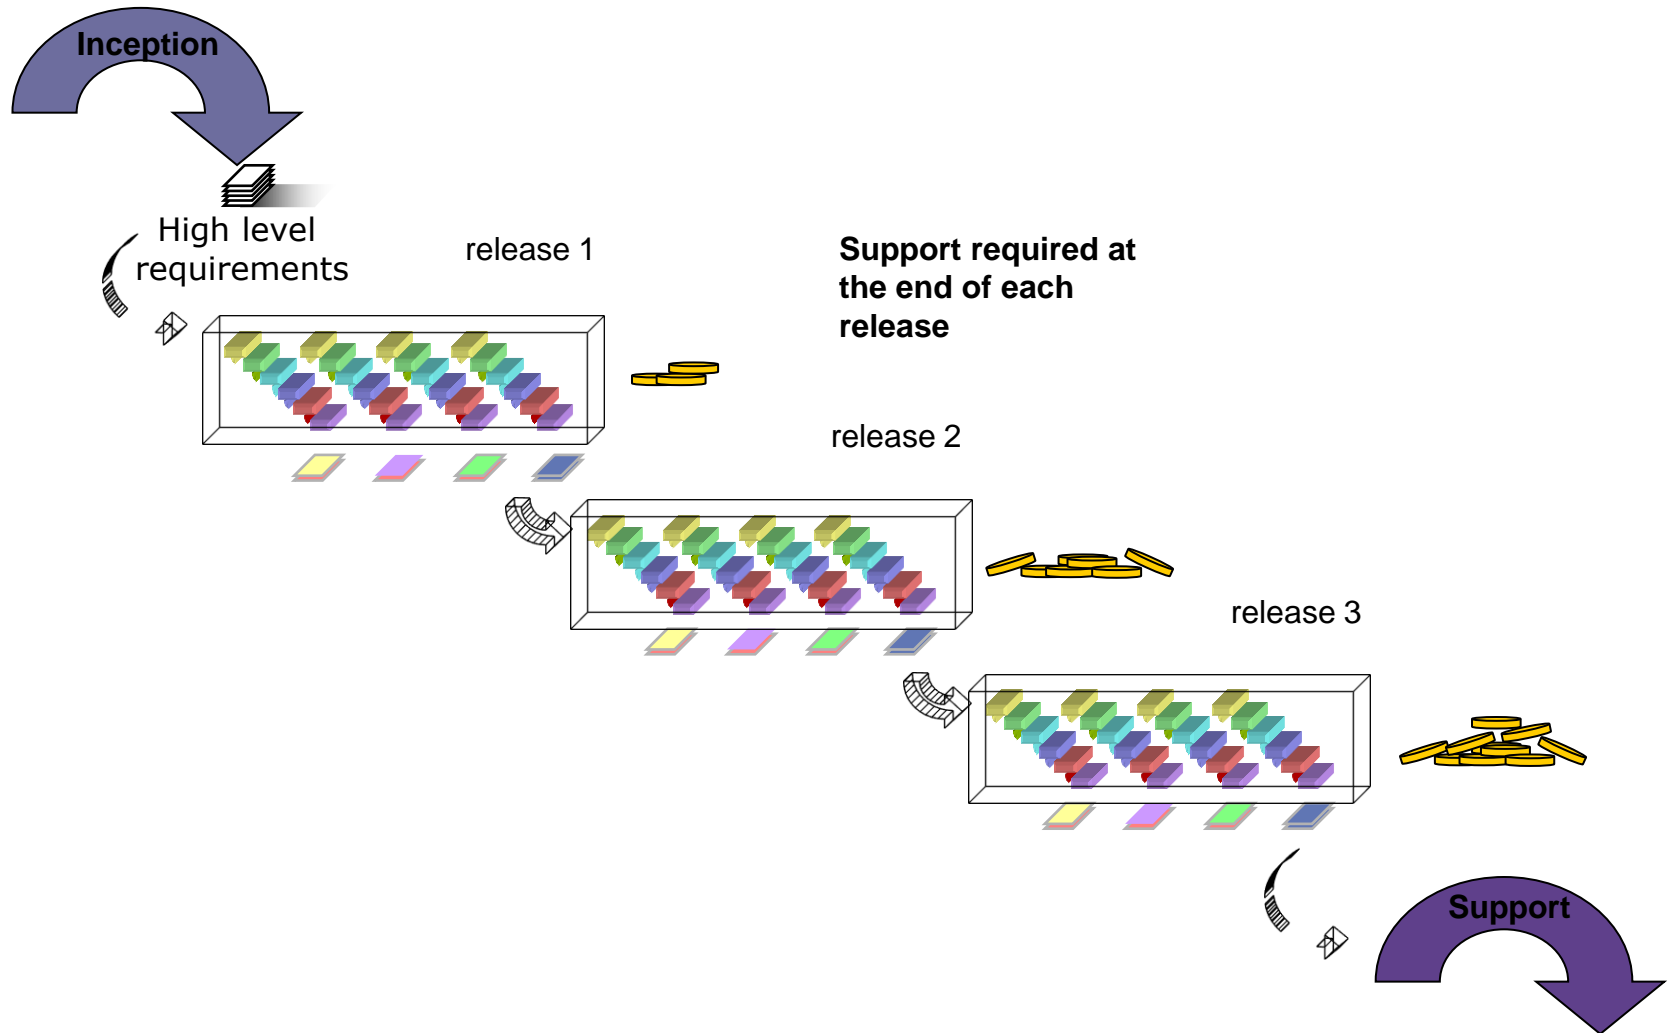 Inception
High level
requirements
release 1
Support required at
the end of each
release
release 2
release 3
Support